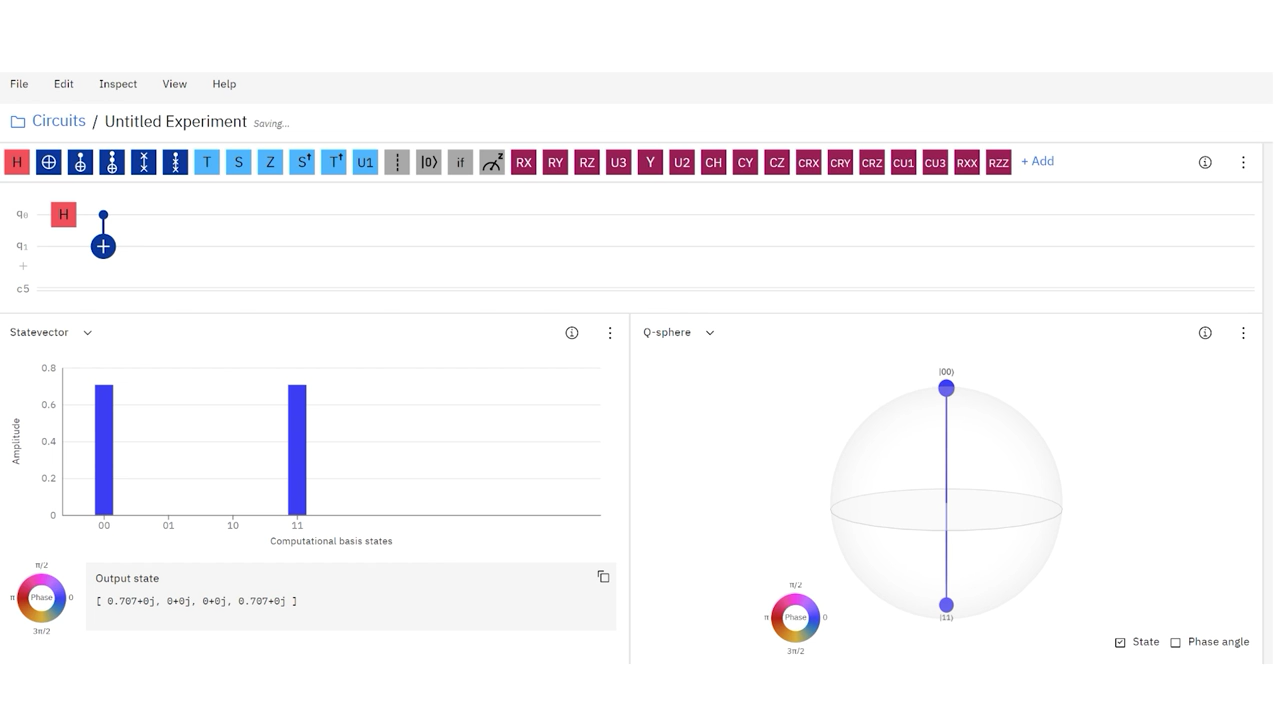 File Edit Inspect View Help
Circuits / Untitled Experiment Saving...
H T S Z S† T† U1 |0⟩ if z RX RY RZ U3 Y U2 CH CY CZ CRX CRY CRZ CU1 CU3 RXX RZZ + Add
q0 H
q1
+
c5
Statevector
Amplitude
0.8
0.6
0.4
0.2
0
00 01 10 11
Computational basis states
π/2
π Phase 0
3π/2
Output state
[ 0.707+0j, 0+0j, 0+0j, 0.707+0j ]
Q-sphere
|00⟩
|11⟩
π/2
π Phase 0
3π/2
State Phase angle